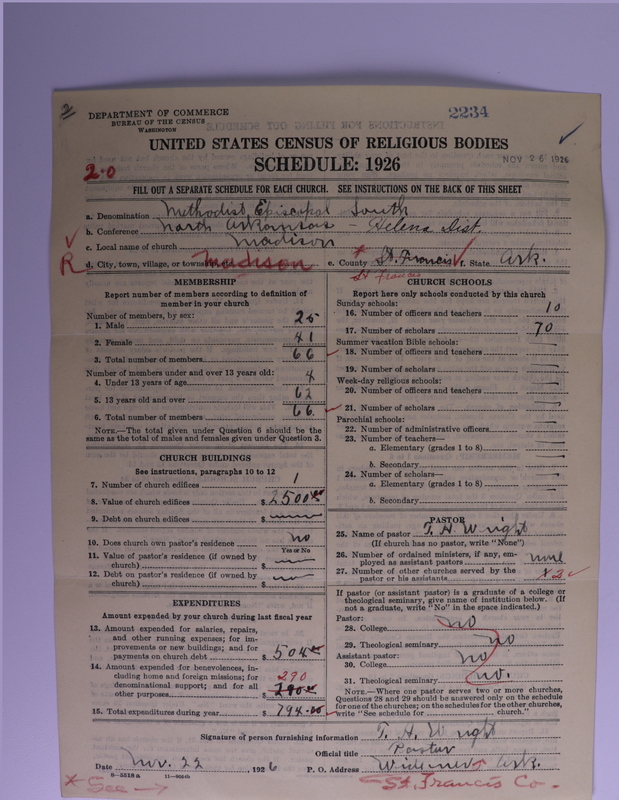 2
DEPARTMENT OF COMMERCE
BUREAU OF THE CENSUS
WASHINGTON
2234
UNITED STATES CENSUS OF RELIGIOUS BODIES
SCHEDULE: 1926
NOV 26 1926
2-0
FILL OUT A SEPARATE SCHEDULE FOR EACH CHURCH. SEE INSTRUCTIONS ON THE BACK OF THIS SHEET
a. Denomination Methodist Episcopal South
b. Conference North Arkansas - Helena Dist.
c. Local name of church Madison
R d. City, town, village, or town Madison e. County St. Francis f. State Ark.
St Francis
MEMBERSHIP
Report number of members according to definition of
member in your church
Number of members, by sex:
1. Male 25
2. Female 41
3. Total number of members 66
Number of members under and over 13 years old:
4. Under 13 years of age 4
5. 13 years old and over 62
6. Total number of members 66
NOTE.—The total given under Question 6 should be the
same as the total of males and females given under Question 3.
CHURCH BUILDINGS
See instructions, paragraphs 10 to 12
7. Number of church edifices 1
8. Value of church edifices $ 2500
9. Debt on church edifices $
10. Does church own pastor's residence no
Yes or No
11. Value of pastor's residence (if owned by
church) $
12. Debt on pastor's residence (if owned by
church) $
EXPENDITURES
Amount expended by your church during last fiscal year
13. Amount expended for salaries, repairs,
and other running expenses; for im-
provements or new buildings; and for
payments on church debt $ 504
14. Amount expended for benevolences, in-
cluding home and foreign missions; for 290
denominational support; and for all
other purposes $
15. Total expenditures during year $ 794.00
CHURCH SCHOOLS
Report here only schools conducted by this church
Sunday schools:
16. Number of officers and teachers 10
17. Number of scholars 70
Summer vacation Bible schools:
18. Number of officers and teachers
19. Number of scholars
Week-day religious schools:
20. Number of officers and teachers
21. Number of scholars
Parochial schools:
22. Number of administrative officers
23. Number of teachers—
a. Elementary (grades 1 to 8)
b. Secondary
24. Number of scholars—
a. Elementary (grades 1 to 8)
b. Secondary
PASTOR
25. Name of pastor T. H. Wright
(If church has no pastor, write "None")
26. Number of ordained ministers, if any, em-
ployed as assistant pastors none
27. Number of other churches served by the
pastor or his assistants 2
If pastor (or assistant pastor) is a graduate of a college or
theological seminary, give name of institution below. (If
not a graduate, write "No" in the space indicated.)
Pastor:
28. College no
29. Theological seminary no
Assistant pastor:
30. College no
31. Theological seminary no.
NOTE.—Where one pastor serves two or more churches,
Questions 28 and 29 should be answered only on the schedule
for one of the churches; on the schedules for the other churches,
write "See schedule for church."
Signature of person furnishing information T. H. Wright
Official title Pastor
Date Nov. 22, 1926 P. O. Address Widener Ark.
8—5518a
* See → St. Francis Co.